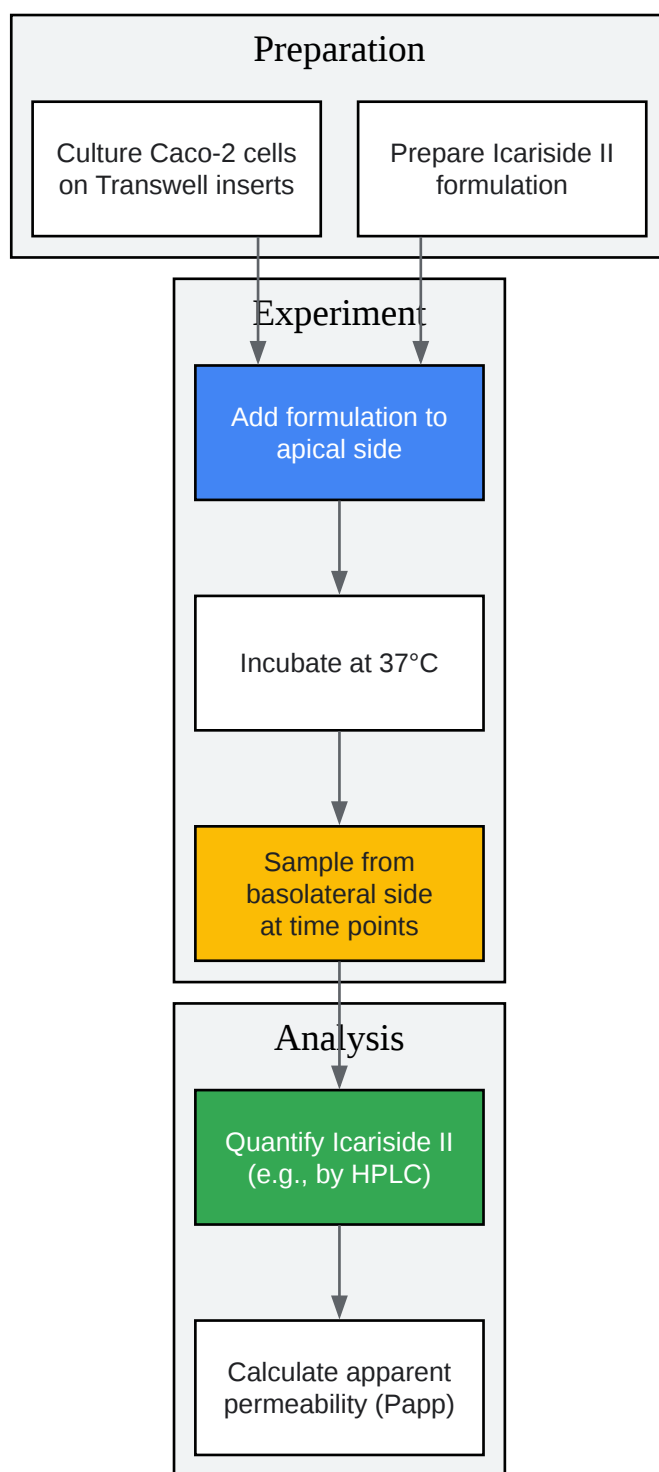 Preparation
Culture Caco-2 cells
on Transwell inserts
Prepare Icariside II
formulation
Experiment
Add formulation to
apical side
Incubate at 37°C
Sample from
basolateral side
at time points
Analysis
Quantify Icariside II
(e.g., by HPLC)
Calculate apparent
permeability (Papp)